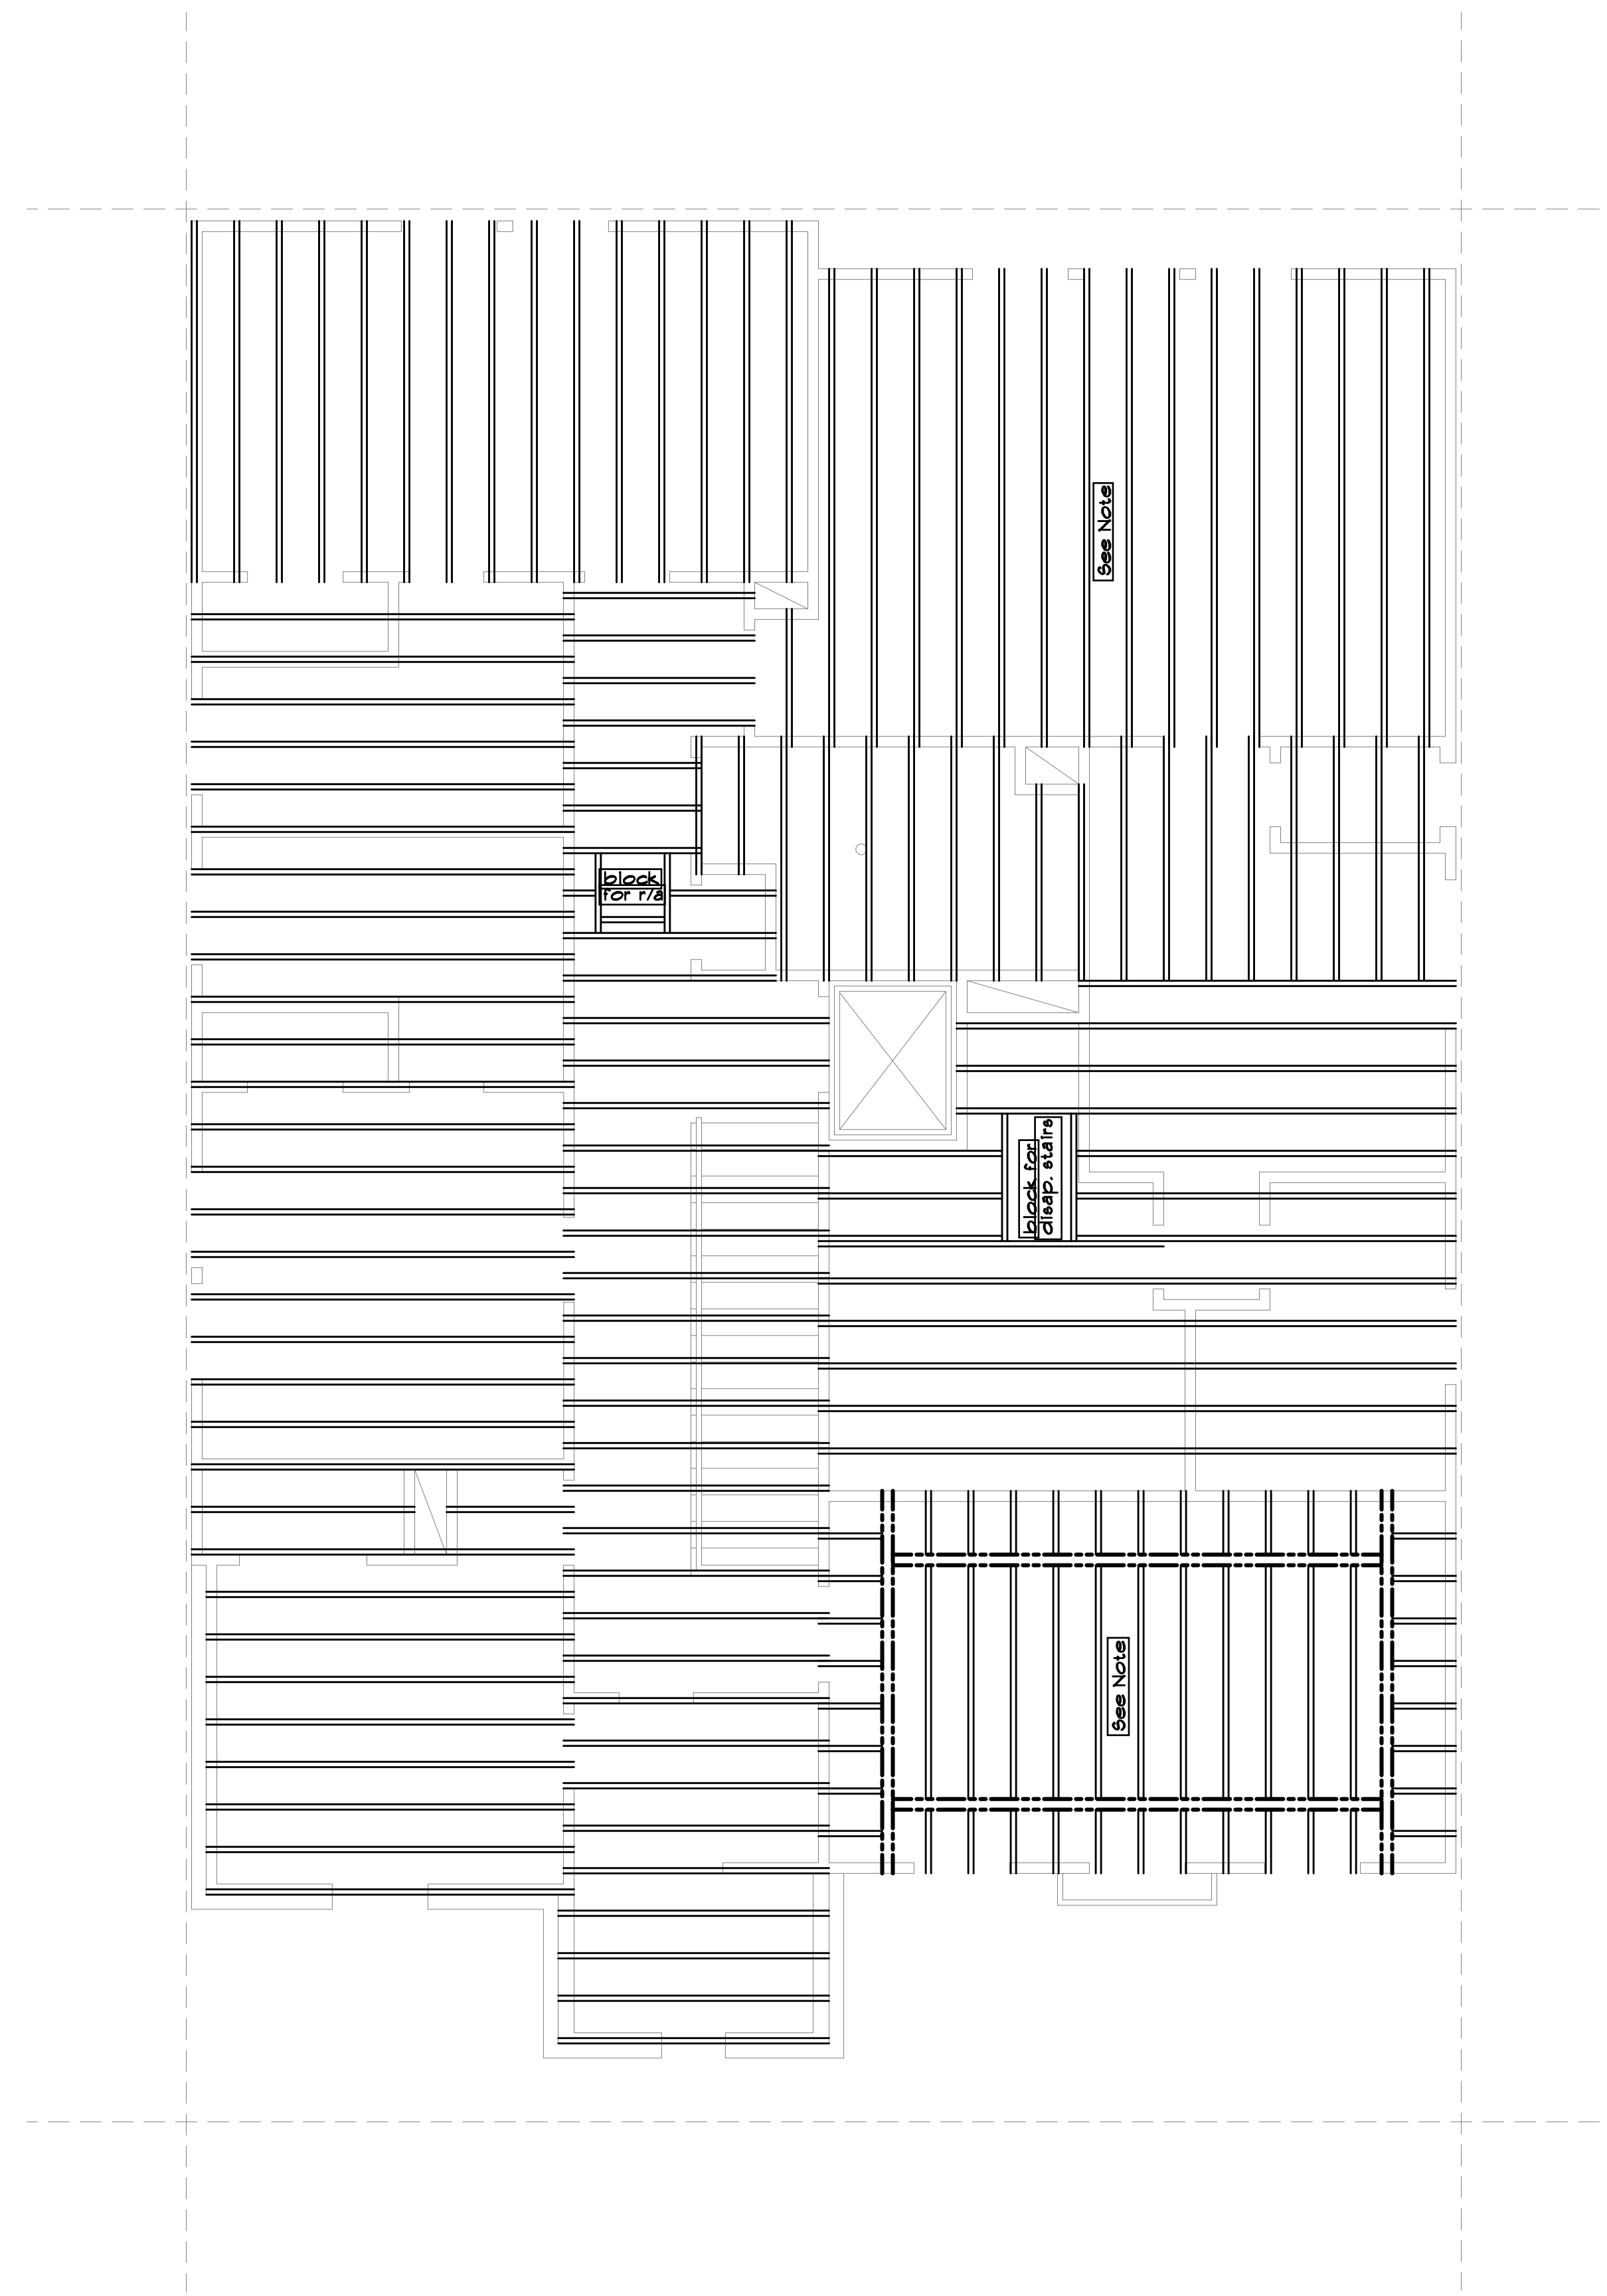 See Note
block
for r/a
block for
disap. stairs
See Note